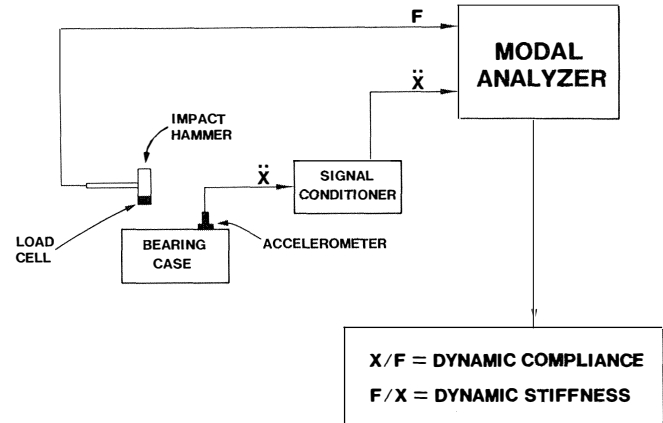 F
MODAL
ANALYZER
Ẍ
IMPACT
HAMMER
Ẍ
SIGNAL
CONDITIONER
LOAD
CELL
BEARING
CASE
ACCELEROMETER
X/F = DYNAMIC COMPLIANCE
F/X = DYNAMIC STIFFNESS